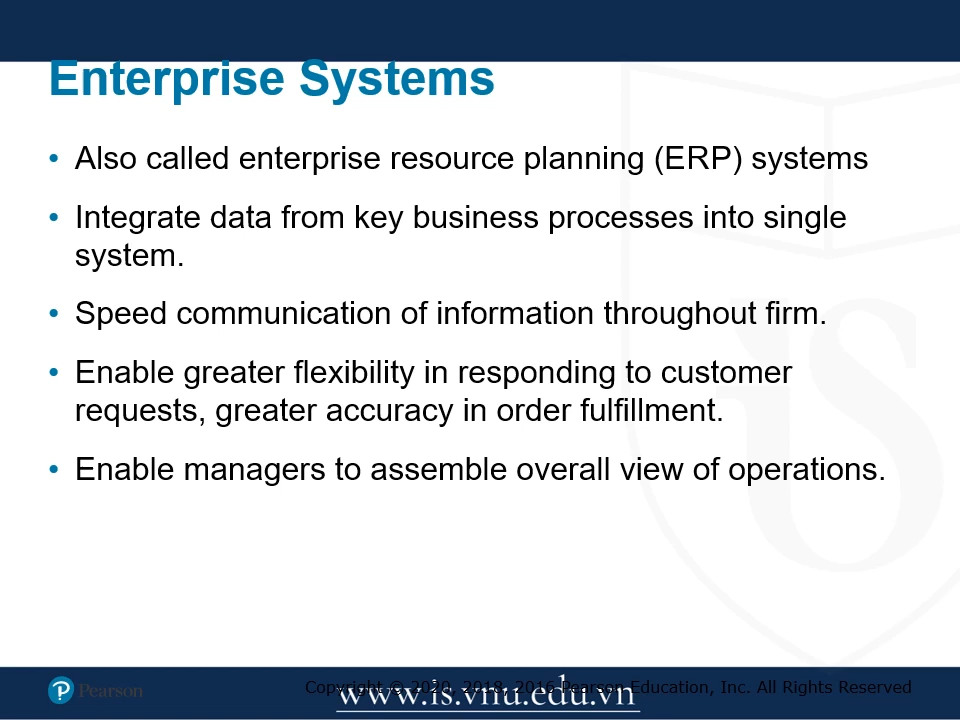 Enterprise Systems
• Also called enterprise resource planning (ERP) systems
• Integrate data from key business processes into single
system.
• Speed communication of information throughout firm.
• Enable greater flexibility in responding to customer
requests, greater accuracy in order fulfillment.
• Enable managers to assemble overall view of operations.
iS
Pearson
Copyright © 2020, 2018, 2016 Pearson Education, Inc. All Rights Reserved
www.is.vnu.edu.vn